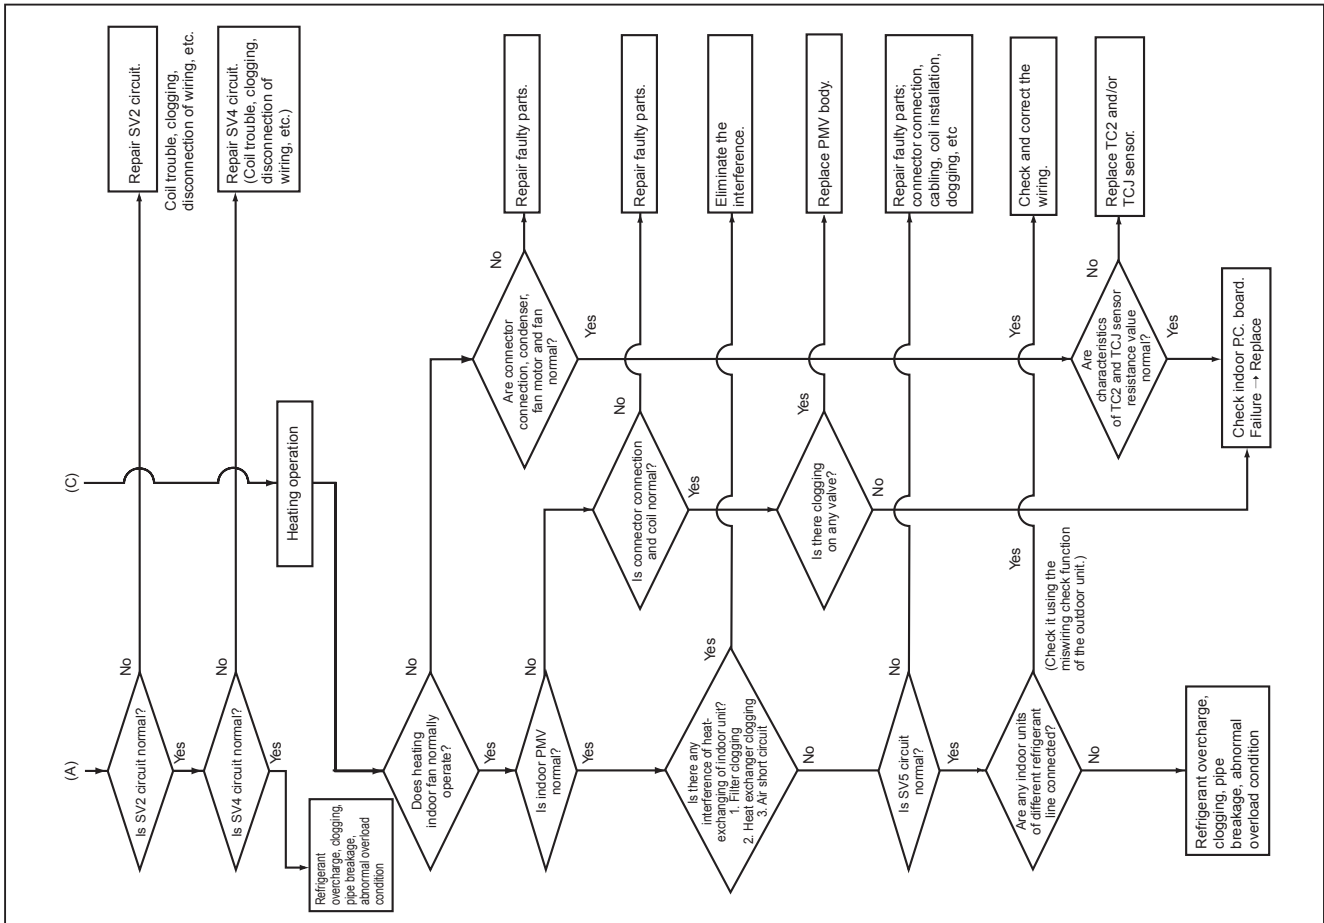 (A)
Is SV2 circuit normal?
No
Repair SV2 circuit.
Coil trouble, clogging,
disconnection of wiring, etc.
Yes
Is SV4 circuit normal?
No
Repair SV4 circuit.
(Coil trouble, clogging,
disconnection of
wiring, etc.)
Yes
Refrigerant
overcharge, clogging,
pipe breakage,
abnormal overload
condition
(C)
Heating operation
Does heating
indoor fan normally
operate?
No
Are connector
connection, condenser,
fan motor and fan
normal?
No
Repair faulty parts.
Yes
Yes
Is indoor PMV
normal?
No
Is connector connection
and coil normal?
No
Repair faulty parts.
Yes
Yes
Is there any
interference of heat-
exchanging of indoor unit?
1. Filter clogging
2. Heat exchanger clogging
3. Air short circuit
Yes
Eliminate the
interference.
Is there clogging
on any valve?
Yes
Replace PMV body.
No
No
Is SV5 circuit
normal?
No
Repair faulty parts;
connector connection,
cabling, coil installation,
dogging, etc
Yes
Are any indoor units
of different refrigerant
line connected?
(Check it using the
miswiring check function
of the outdoor unit.)
Yes
Yes
Check and correct the
wiring.
No
Are
characteristics
of TC2 and TCJ sensor
resistance value
normal?
No
Replace TC2 and/or
TCJ sensor.
Yes
Check indoor P.C. board.
Failure → Replace
Refrigerant overcharge,
clogging, pipe
breakage, abnormal
overload condition